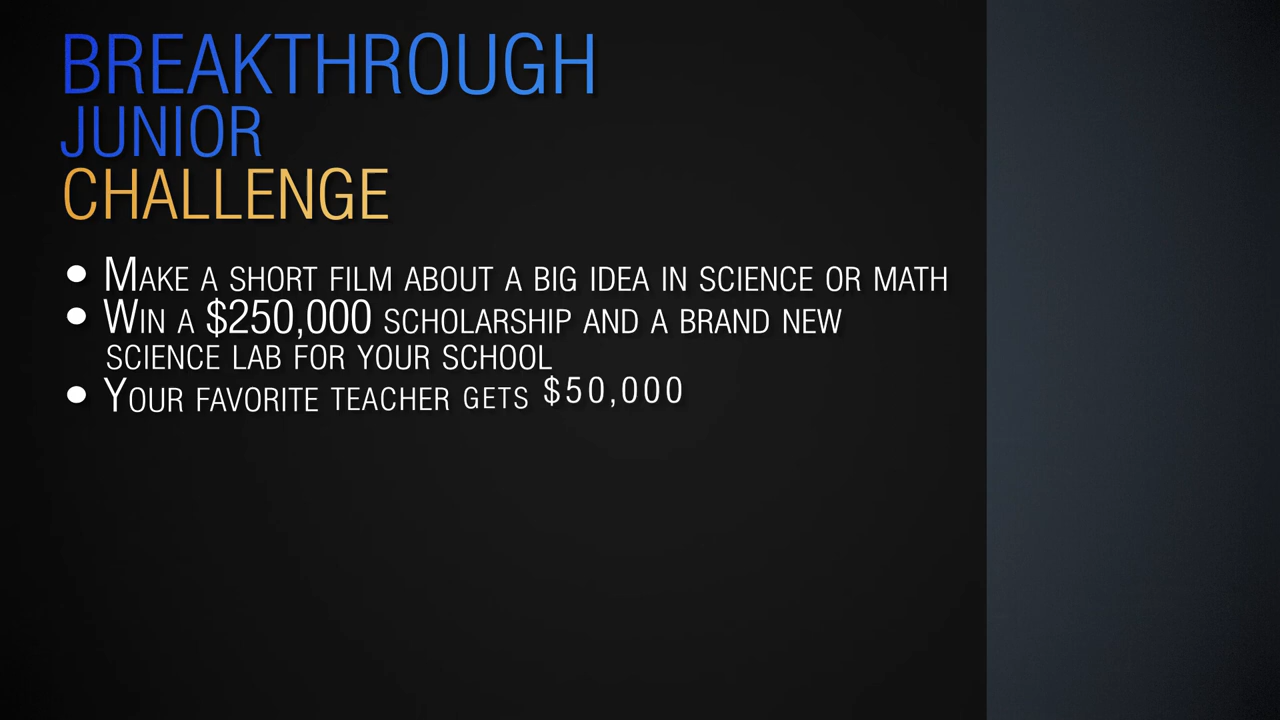 BREAKTHROUGH
JUNIOR
CHALLENGE
• Make a short film about a big idea in science or math
• Win a $250,000 scholarship and a brand new
science lab for your school
• Your favorite teacher gets $50,000